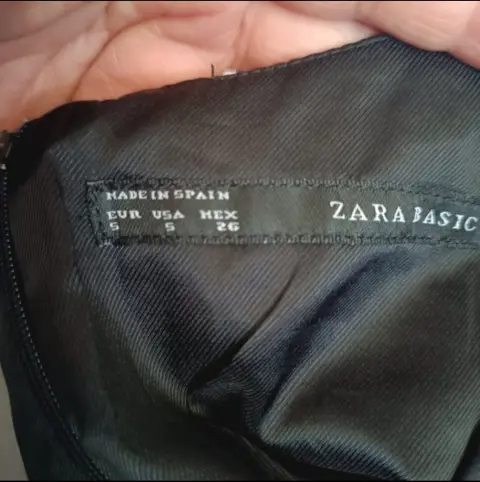 MADE IN SPAIN
EUR USA MEX
S S 26
ZARA BASIC